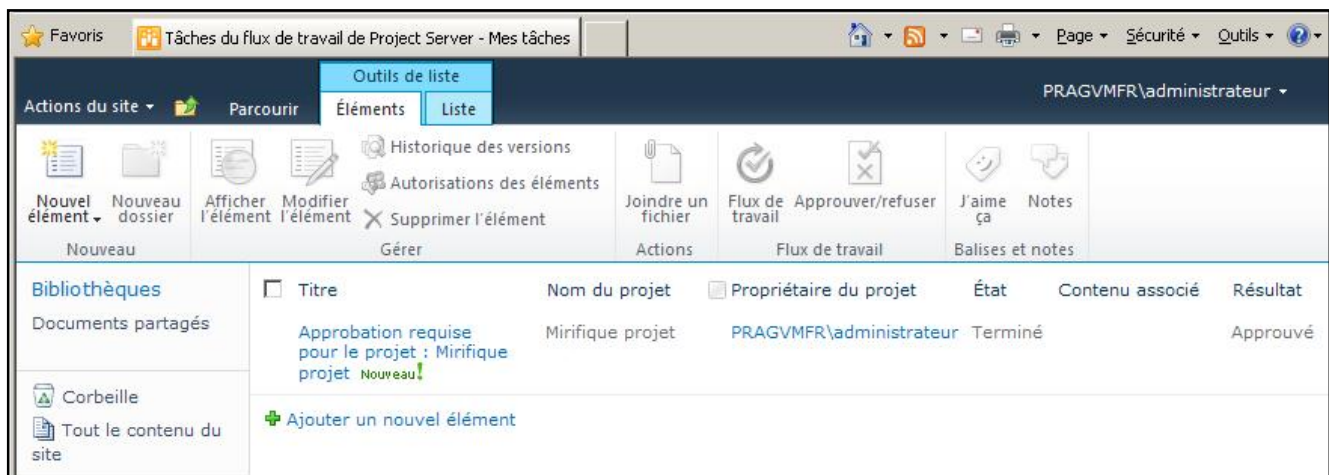 Favoris
Tâches du flux de travail de Project Server - Mes tâches
Page Sécurité Outils
Outils de liste
PRAGVMFR\administrateur
Actions du site Parcourir Éléments Liste
Nouvel élément
Nouveau dossier
Nouveau
Afficher l'élément
Modifier l'élément
Historique des versions
Autorisations des éléments
Supprimer l'élément
Gérer
Joindre un fichier
Actions
Flux de travail
Approuver/refuser
Flux de travail
J'aime ça
Notes
Balises et notes
Bibliothèques
Documents partagés
Corbeille
Tout le contenu du
site
Titre Nom du projet Propriétaire du projet État Contenu associé Résultat
Approbation requise Mirifique projet PRAGVMFR\administrateur Terminé Approuvé
pour le projet : Mirifique
projet Nouveau!
Ajouter un nouvel élément